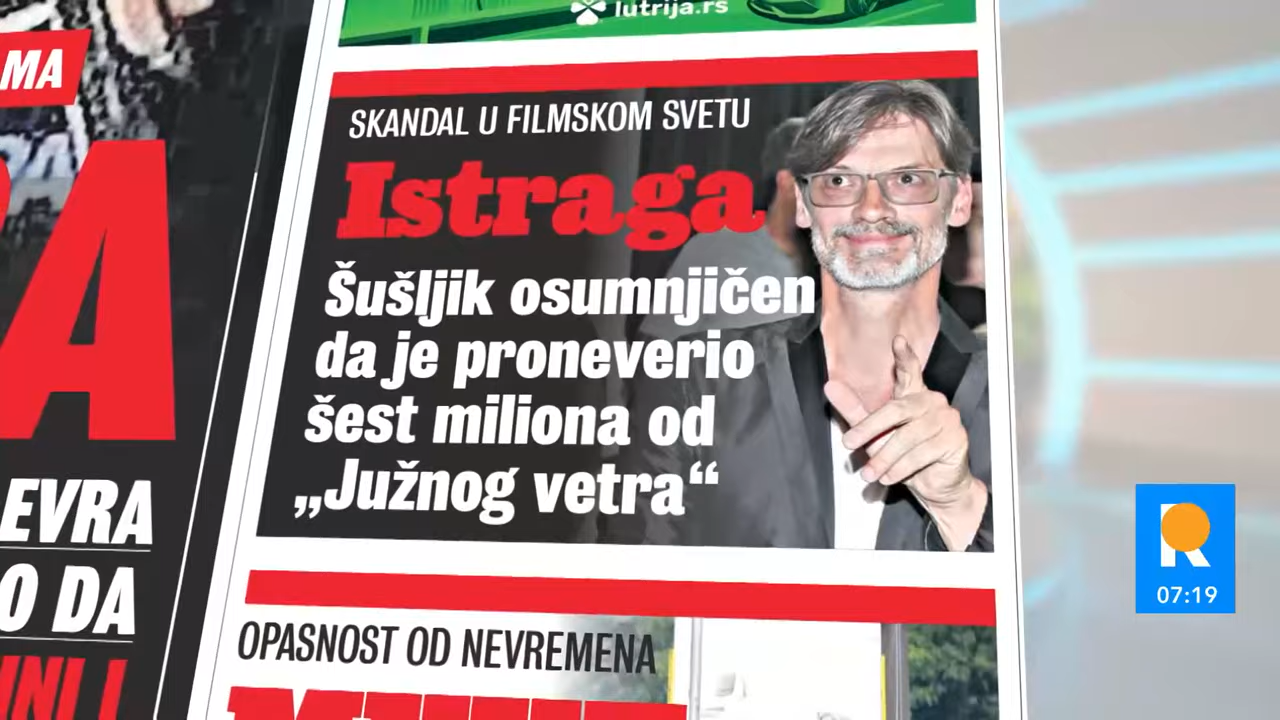 lutrija.rs
MA
SKANDAL U FILMSKOM SVETU
Istraga
Šušljik osumnjičen
da je proneverio
šest miliona od
„Južnog vetra“
A
EVRA
O DA
OPASNOST OD NEVREMENA
R
07:19